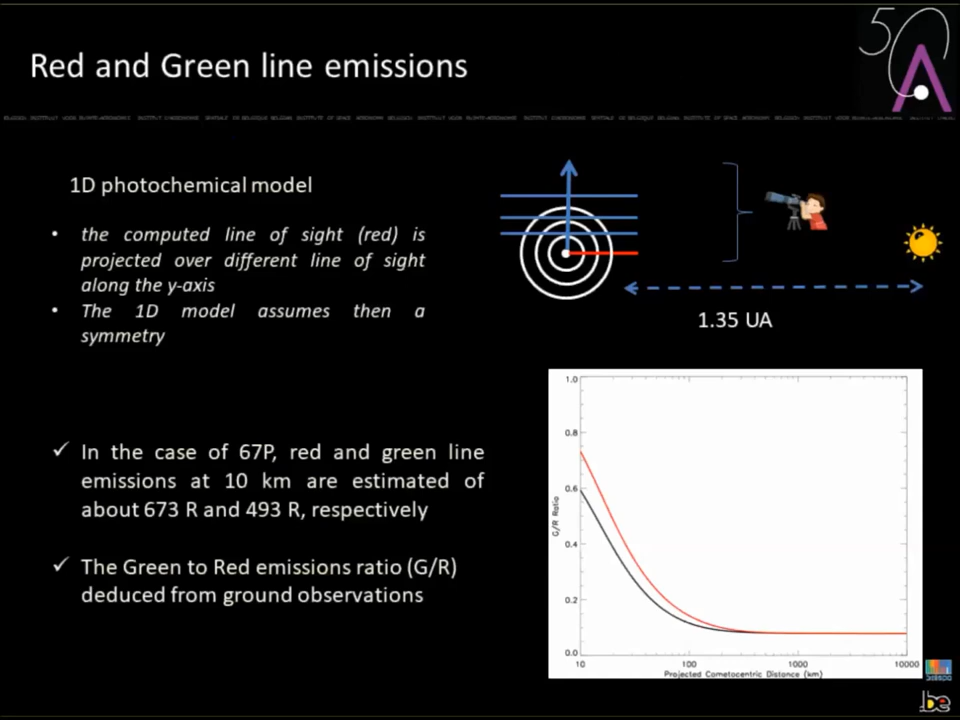 50
Red and Green line emissions
1D photochemical model
• the computed line of sight (red) is
projected over different line of sight
along the y-axis
• The 1D model assumes then a
symmetry
1.35 UA
✓ In the case of 67P, red and green line
emissions at 10 km are estimated of
about 673 R and 493 R, respectively
✓ The Green to Red emissions ratio (G/R)
deduced from ground observations
1.0
0.8
0.6
0.4
0.2
0.0
G/R Ratio
10 100 1000 10000
Projected Cometocentric Distance (km)
.be